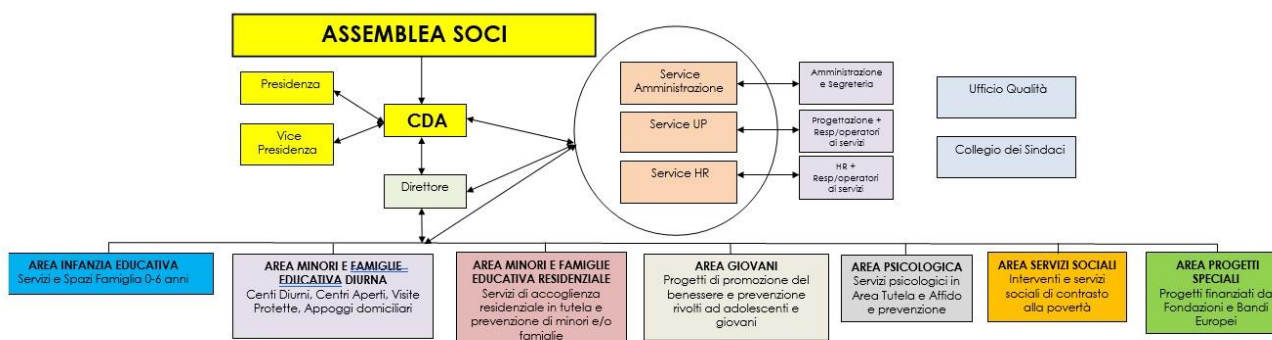 ASSEMBLEA SOCI
Presidenza
Vice
Presidenza
CDA
Direttore
Service
Amministrazione
Service UP
Service HR
Amministrazione
e Segreteria
Progettazione +
Resp/operatori
di servizi
HR +
Resp/operatori
di servizi
Ufficio Qualità
Collegio dei Sindaci
AREA INFANZIA EDUCATIVA
Servizi e Spazi Famiglia 0-6 anni
AREA MINORI E FAMIGLIE
EDUCATIVA DIURNA
Centi Diurni, Centri Aperti, Visite
Protette, Appoggi domiciliari
AREA MINORI E FAMIGLIE
EDUCATIVA RESIDENZIALE
Servizi di accoglienza
residenziale in tutela e
prevenzione di minori e/o
famiglie
AREA GIOVANI
Progetti di promozione del
benessere e prevenzione
rivolti ad adolescenti e
giovani
AREA PSICOLOGICA
Servizi psicologici in
Area Tutela e Affido
e prevenzione
AREA SERVIZI SOCIALI
Interventi e servizi
sociali di contrasto
alla povertà
AREA PROGETTI
SPECIALI
Progetti finanziati da
Fondazioni e Bandi
Europei